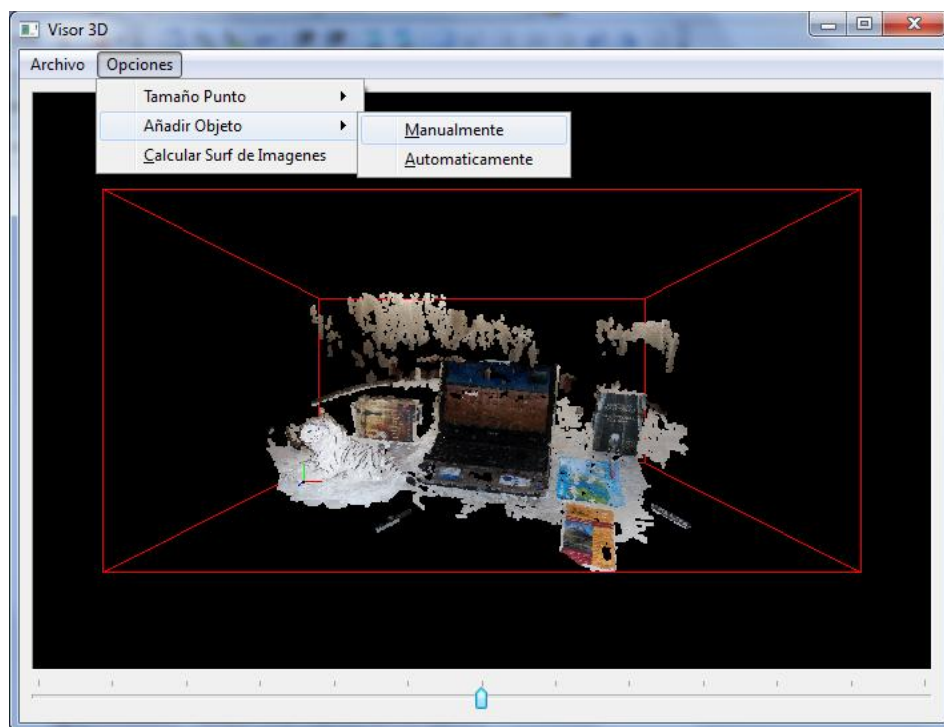 Visor 3D
Archivo Opciones
Tamaño Punto
Añadir Objeto
Calcular Surf de Imagenes
Manualmente
Automaticamente